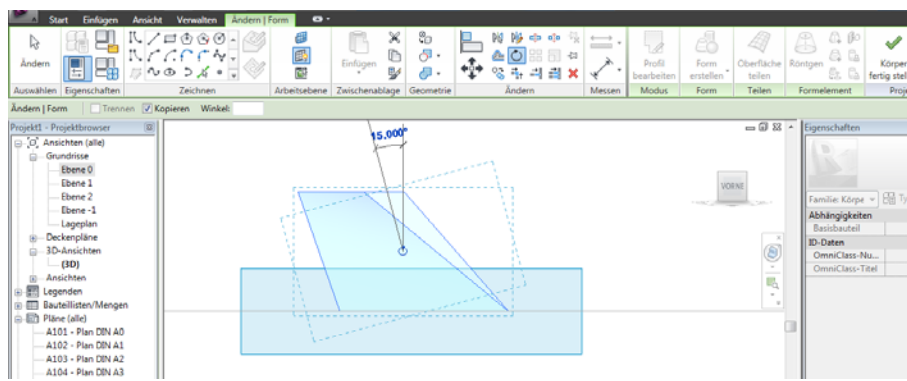 Start Einfügen Ansicht Verwalten Ändern | Form
Ändern
Einfügen
Profil bearbeiten
Form erstellen
Oberfläche teilen
Röntgen
Körper fertig stell
Auswählen Eigenschaften Zeichnen Arbeitsebene Zwischenablage Geometrie Ändern Messen Modus Form Teilen Formelement Proj
Ändern | Form Trennen Kopieren Winkel:
Projekt1 - Projektbrowser
Ansichten (alle)
Grundrisse
Ebene 0
Ebene 1
Ebene 2
Ebene -1
Lageplan
Deckenpläne
3D-Ansichten
(3D)
Ansichten
Legenden
Bauteillisten/Mengen
Pläne (alle)
A101 - Plan DIN A0
A102 - Plan DIN A1
A103 - Plan DIN A2
A104 - Plan DIN A3
15.000°
VORNE
Eigenschaften
Familie: Körpe Ty
Abhängigkeiten
Basisbauteil
ID-Daten
OmniClass-Nu...
OmniClass-Titel